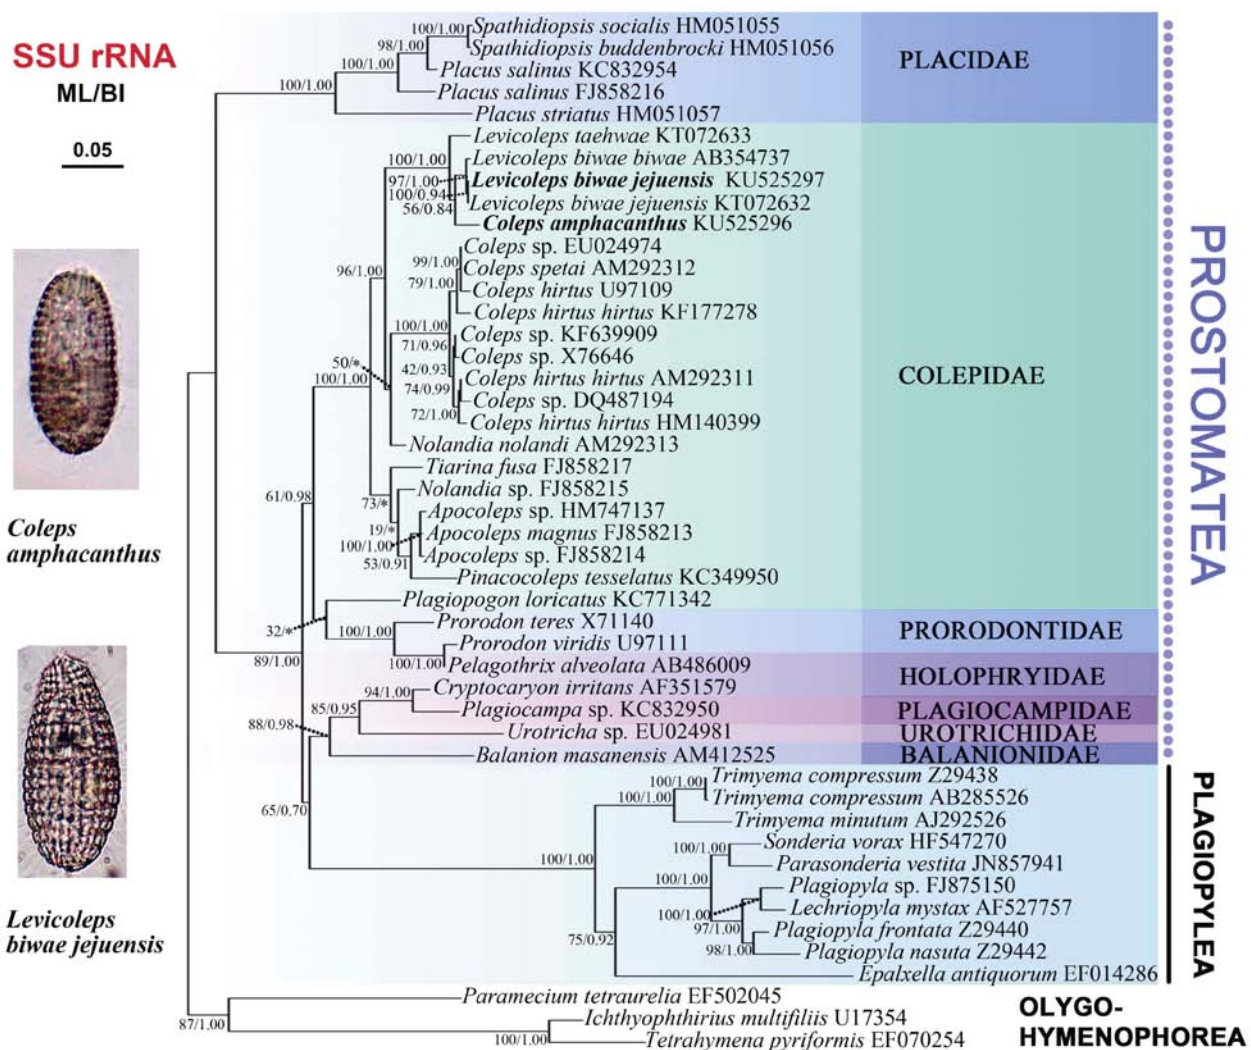 SSU rRNA
ML/BI
0.05
Coleps
amphacanthus
Levicoleps
biwae jejuensis
100/1.00
Spathidiopsis socialis HM051055
98/1.00
Spathidiopsis buddenbrocki HM051056
100/1.00
Placus salinus KC832954
100/1.00
Placus salinus FJ858216
Placus striatus HM051057
PLACIDAE
Levicoleps taehwae KT072633
100/1.00
Levicoleps biwae biwae AB354737
97/1.00
Levicoleps biwae jejuensis KU525297
100/0.94
Levicoleps biwae jejuensis KT072632
56/0.84
Coleps amphacanthus KU525296
Coleps sp. EU024974
99/1.00
Coleps spetai AM292312
96/1.00
79/1.00
Coleps hirtus U97109
Coleps hirtus hirtus KF177278
100/1.00
Coleps sp. KF639909
71/0.96
Coleps sp. X76646
50/*
42/0.93
Coleps hirtus hirtus AM292311
100/1.00
74/0.99
Coleps sp. DQ487194
72/1.00
Coleps hirtus hirtus HM140399
Nolandia nolandi AM292313
COLEPIDAE
Tiarina fusa FJ858217
61/0.98
73/*
Nolandia sp. FJ858215
Apocoleps sp. HM747137
19/*
Apocoleps magnus FJ858213
100/1.00
Apocoleps sp. FJ858214
53/0.91
Pinacocoleps tesselatus KC349950
Plagiopogon loricatus KC771342
32/*
Prorodon teres X71140
100/1.00
Prorodon viridis U97111
PRORODONTIDAE
89/1.00
100/1.00
Pelagothrix alveolata AB486009
Cryptocaryon irritans AF351579
HOLOPHRYIDAE
94/1.00
85/0.95
Plagiocampa sp. KC832950
PLAGIOCAMPIDAE
88/0.98
Urotricha sp. EU024981
UROTRICHIDAE
Balanion masanensis AM412525
BALANIONIDAE
PROSTOMATEA
65/0.70
100/1.00
Trimyema compressum Z29438
100/1.00
Trimyema compressum AB285526
Trimyema minutum AJ292526
Sonderia vorax HF547270
100/1.00
100/1.00
Parasonderia vestita JN857941
100/1.00
Plagiopyla sp. FJ875150
100/1.00
Lechriopyla mystax AF527757
97/1.00
Plagiopyla frontata Z29440
75/0.92
98/1.00
Plagiopyla nasuta Z29442
Epalxella antiquorum EF014286
PLAGIOPYLEA
Paramecium tetraurelia EF502045
87/1.00
Ichthyophthirius multifiliis U17354
100/1.00
Tetrahymena pyriformis EF070254
OLYGO-
HYMENOPHOREA